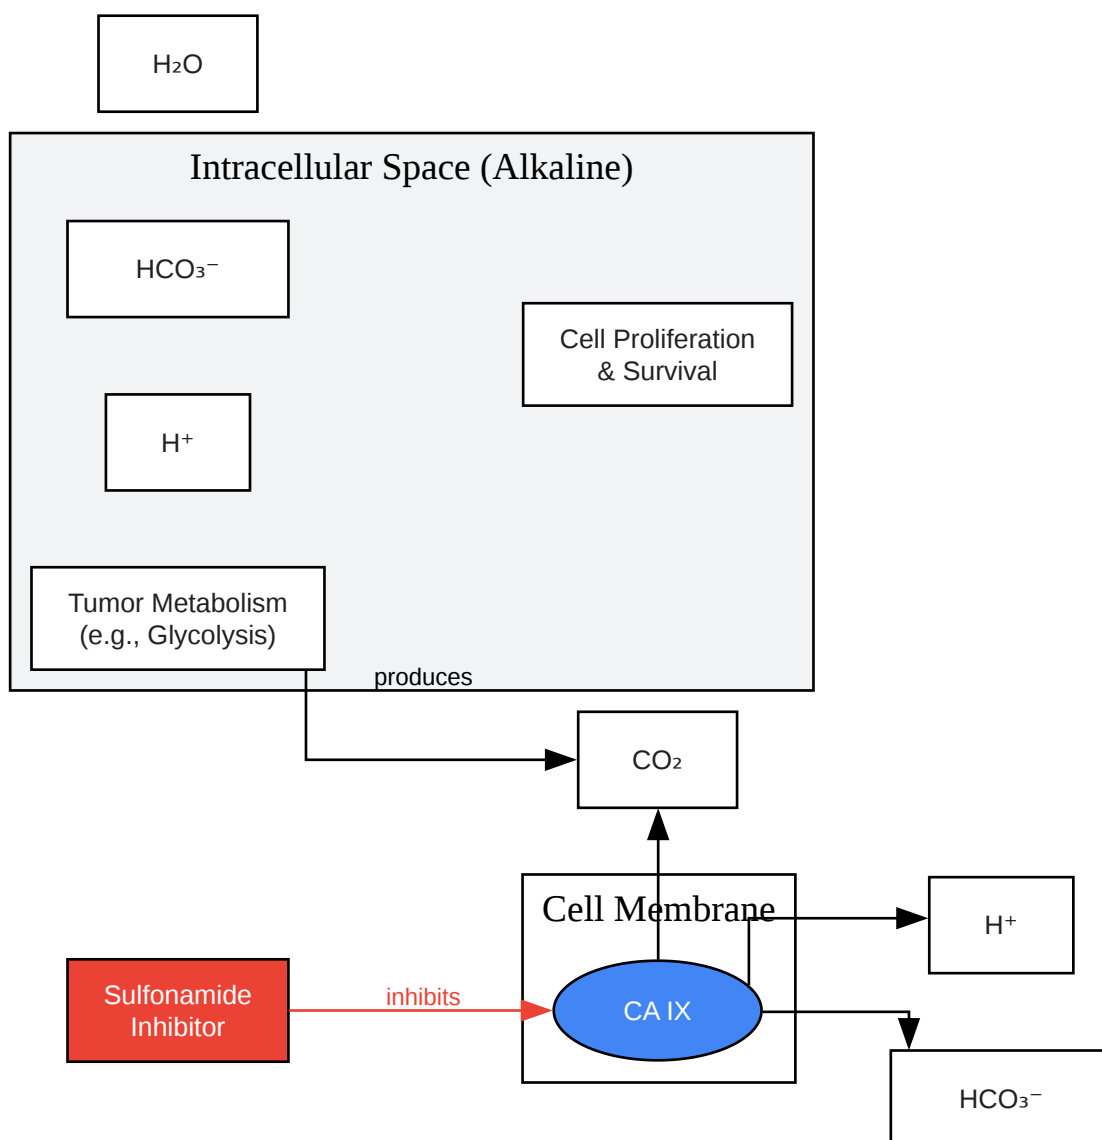 H₂O
Intracellular Space (Alkaline)
HCO₃⁻
Cell Proliferation
& Survival
H⁺
Tumor Metabolism
(e.g., Glycolysis)
produces
CO₂
Cell Membrane
H⁺
Sulfonamide
Inhibitor
inhibits
CA IX
HCO₃⁻